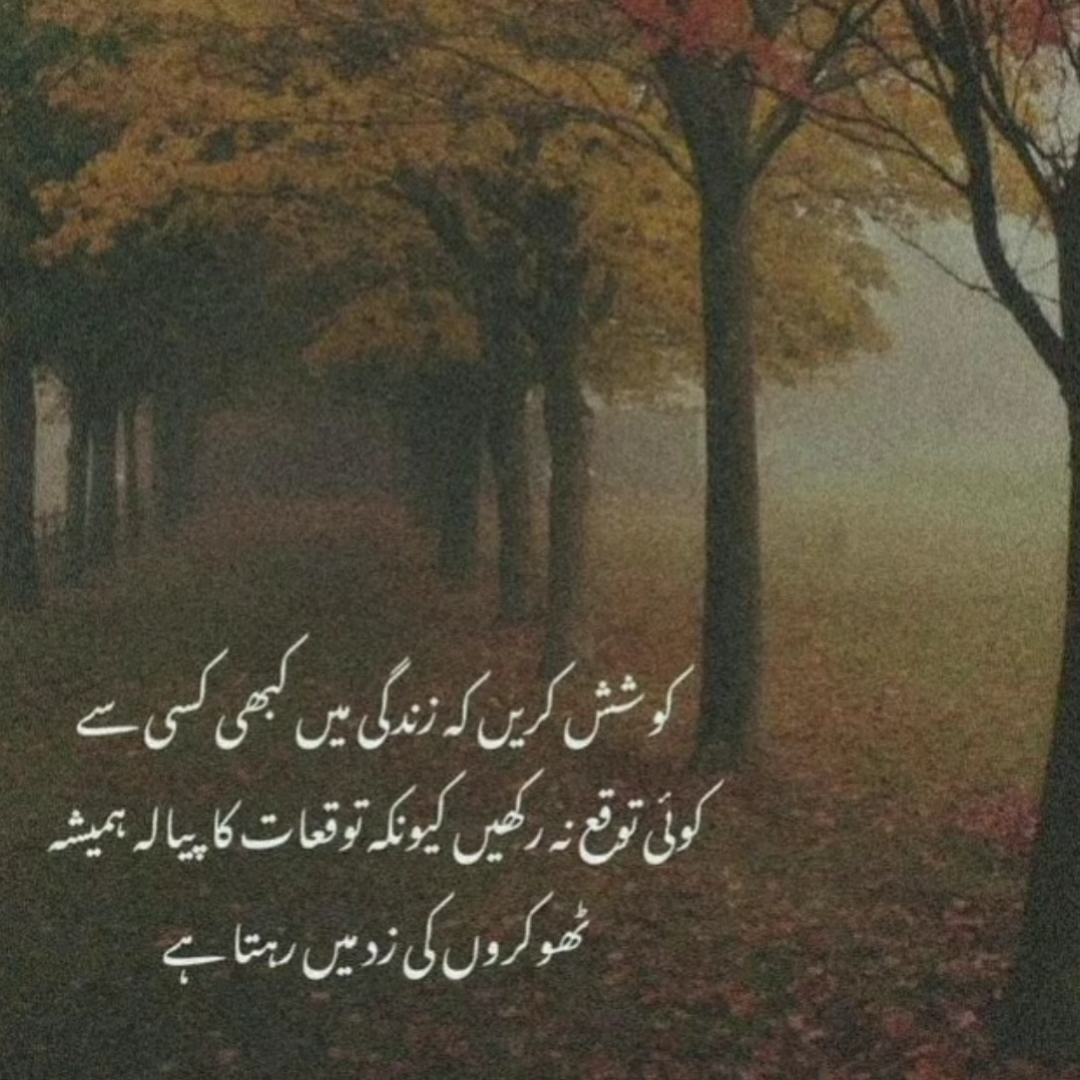 کوشش کریں کہ زندگی میں کبھی کسی سے
کوئی توقع نہ رکھیں کیونکہ توقعات کا پیالہ ہمیشہ
ٹھوکروں کی زد میں رہتا ہے